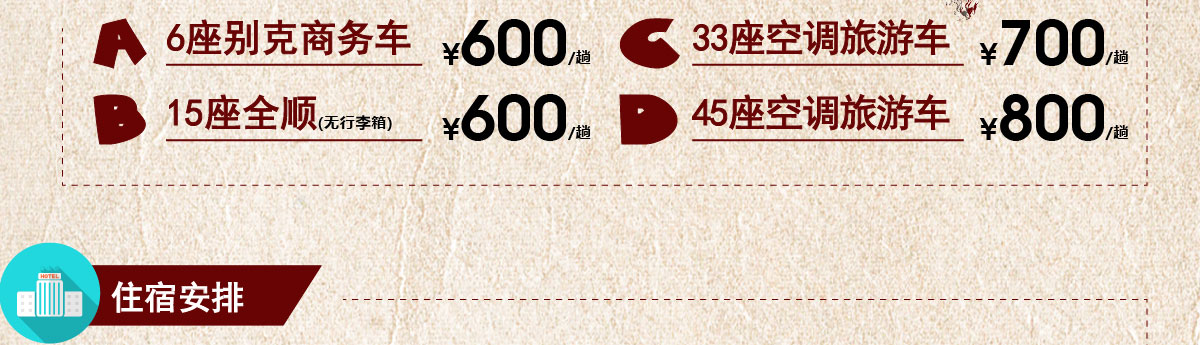 A 6座别克商务车 ¥600/趟
C 33座空调旅游车 ¥700/趟
B 15座全顺(无行李箱) ¥600/趟
D 45座空调旅游车 ¥800/趟
HOTEL
住宿安排